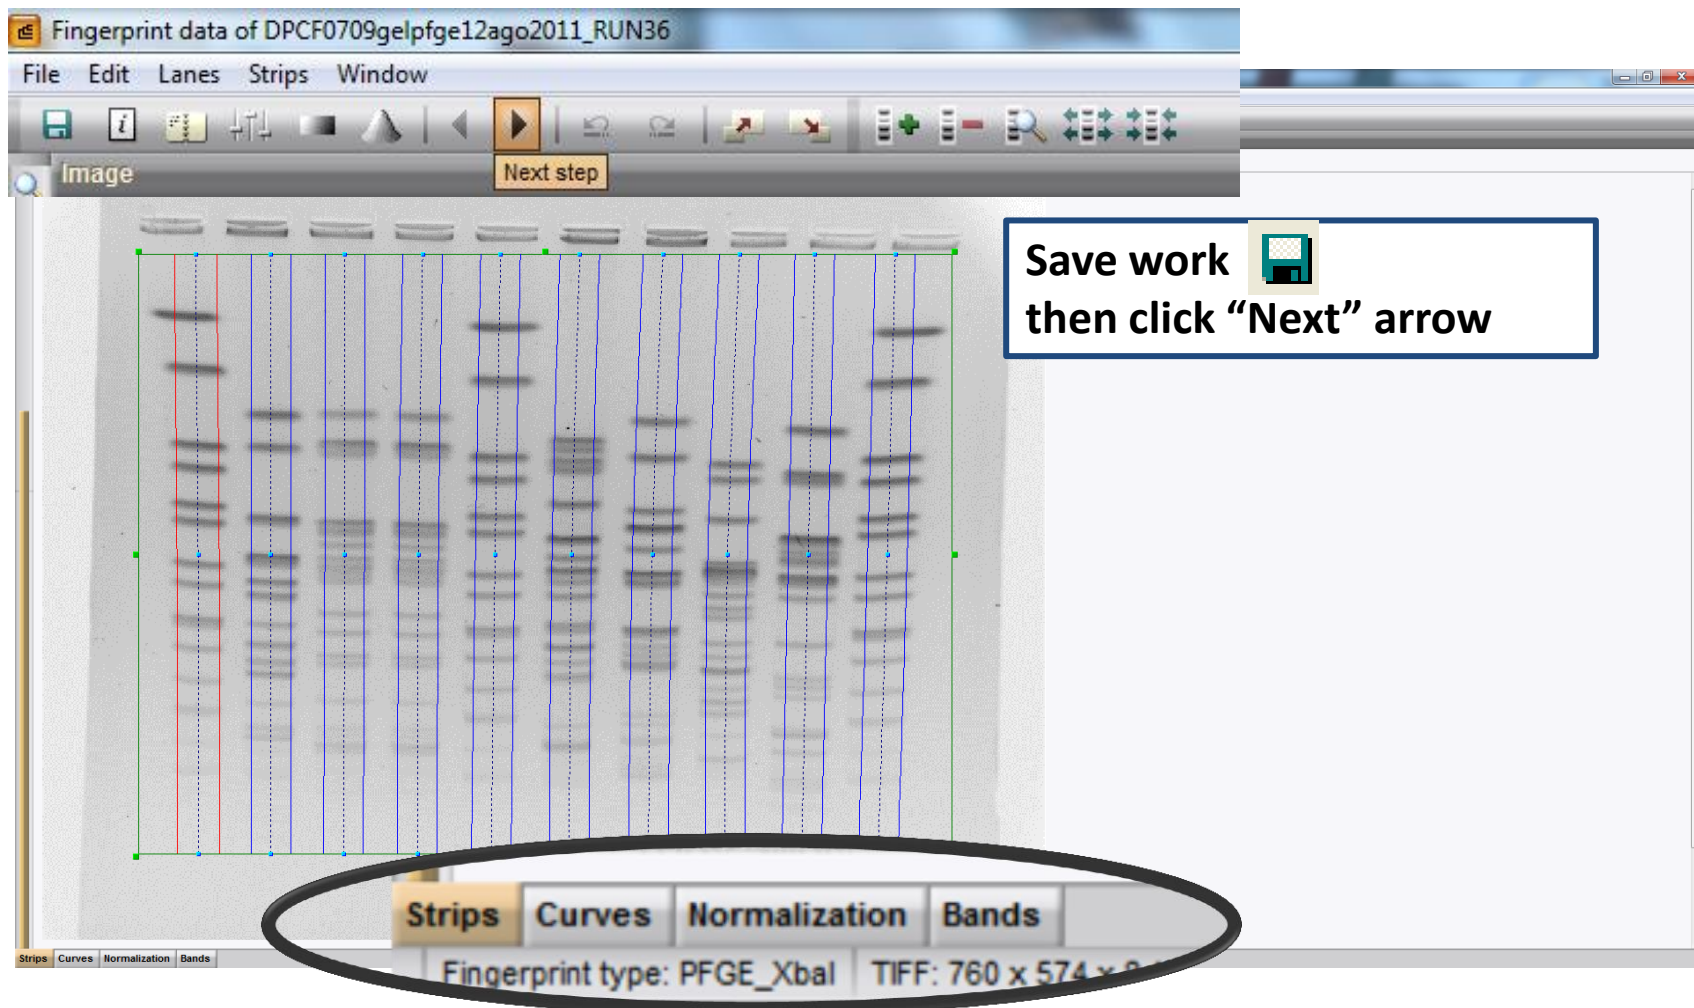 Fingerprint data of DPCF0709gelpfge12ago2011_RUN36
File Edit Lanes Strips Window
Next step
Image
Save work
then click “Next” arrow
Strips Curves Normalization Bands
Fingerprint type: PFGE_XbaI TIFF: 760 x 574 x
Strips Curves Normalization Bands